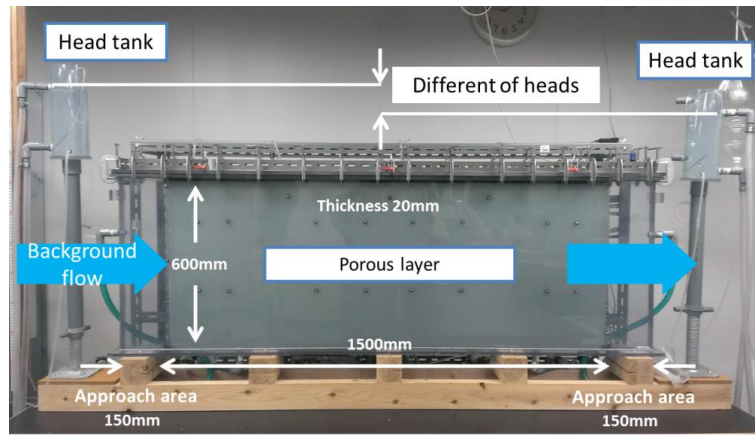 Head tank
Head tank
Different of heads
Thickness 20mm
Background
flow
600mm
Porous layer
1500mm
Approach area
150mm
Approach area
150mm